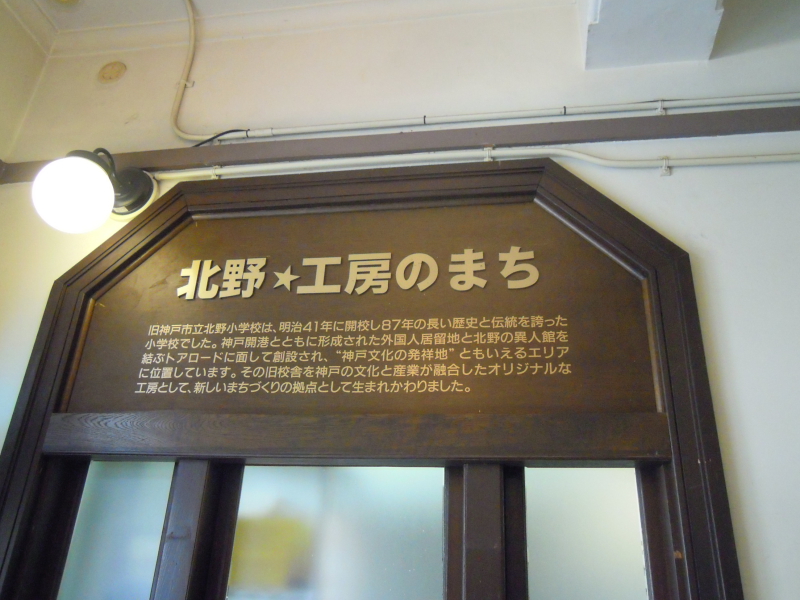 北野★工房のまち
旧神戸市立北野小学校は、明治41年に開校し87年の長い歴史と伝統を誇った
小学校でした。神戸開港とともに形成された外国人居留地と北野の異人館を
結ぶトアロードに面して創設され、“神戸文化の発祥地”ともいえるエリア
に位置しています。その旧校舎を神戸の文化と産業が融合したオリジナルな
工房として、新しいまちづくりの拠点として生まれかわりました。